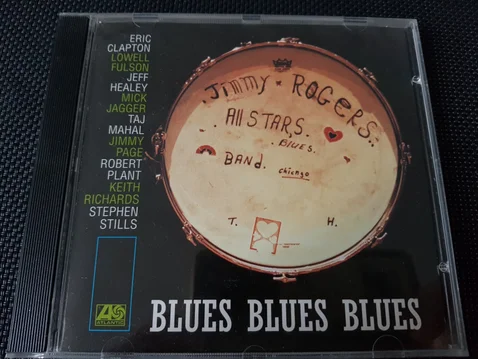 ERIC
CLAPTON
LOWELL
FULSON
JEFF
HEALEY
MICK
JAGGER
TAJ
MAHAL
JIMMY
PAGE
ROBERT
PLANT
KEITH
RICHARDS
STEPHEN
STILLS
JIMMY ROGERS
All STARS.
BLUES.
BAND. chicago
T. H.
ATLANTIC
BLUES BLUES BLUES